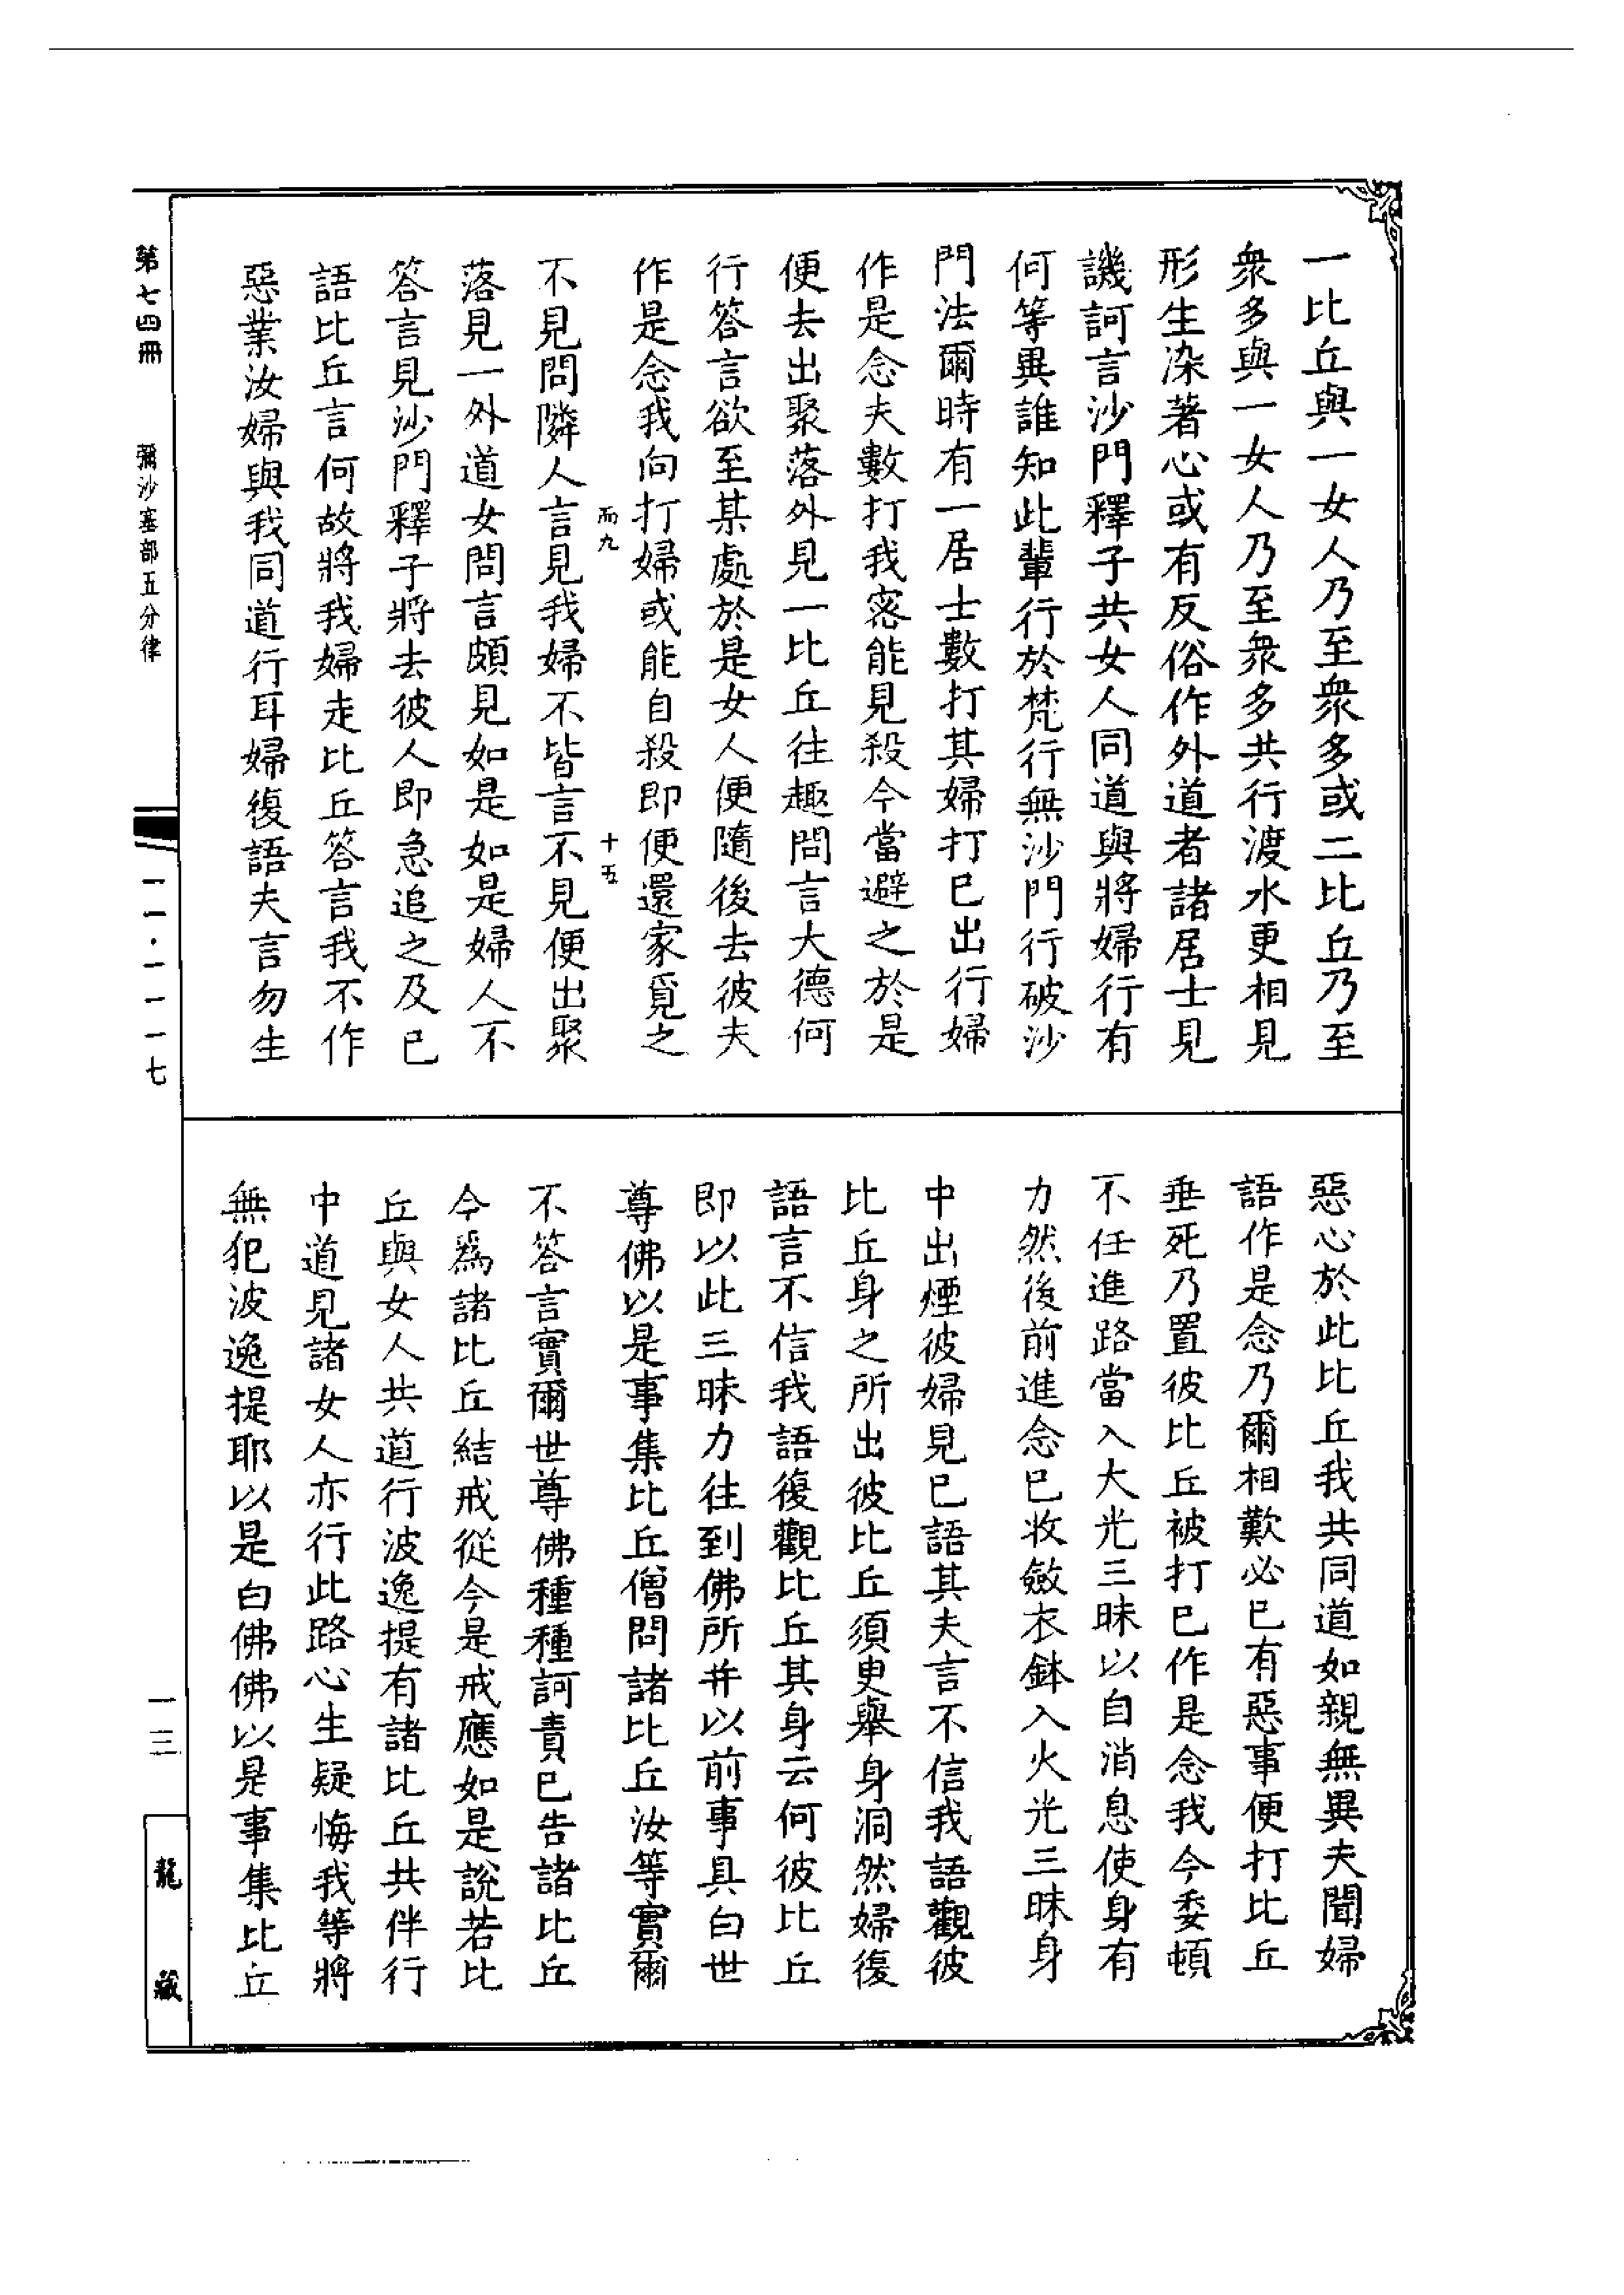 一比丘與一女人乃至衆多或二比丘乃至
衆多與一女人乃至衆多共行渡水更相見
形生染著心或有反俗作外道者諸居士見
譏訶言沙門釋子共女人同道與將婦行有
何等異誰知此輩行於梵行無沙門行破沙
門法爾時有一居士數打其婦打已出行婦
作是念夫數打我宻能見殺今當避之於是
便去出聚落外見一比丘往趣問言大德何
行答言欲至某處於是女人便隨後去彼夫
作是念我向打婦或能自殺即便還家覓之
而九 十五
不見問隣人言見我婦不皆言不見便出聚
落見一外道女問言頗見如是如是婦人不
答言見沙門釋子將去彼人即急追之及已
語比丘言何故將我婦走比丘答言我不作
惡業汝婦與我同道行耳婦復語夫言勿生
惡心於此比丘我共同道如親無異夫聞婦
語作是念乃爾相歎必已有惡事便打比丘
垂死乃置彼比丘被打已作是念我今委頓
不任進路當入大光三昧以自消息使身有
力然後前進念已收斂衣鉢入火光三昧身
中出煙彼婦見已語其夫言不信我語觀彼
比丘身之所出彼比丘須臾舉身洞然婦復
語言不信我語復觀比丘其身云何彼比丘
即以此三昧力往到佛所并以前事具白世
尊佛以是事集比丘僧問諸比丘汝等實爾
不答言實爾世尊佛種種訶責已告諸比丘
今爲諸比丘結戒從今是戒應如是說若比
丘與女人共道行波逸提有諸比丘共伴行
中道見諸女人亦行此路心生疑悔我等將
無犯波逸提耶以是白佛佛以是事集比丘
第七四冊 彌沙塞部五分律
一一·一一一七
一三
龍藏